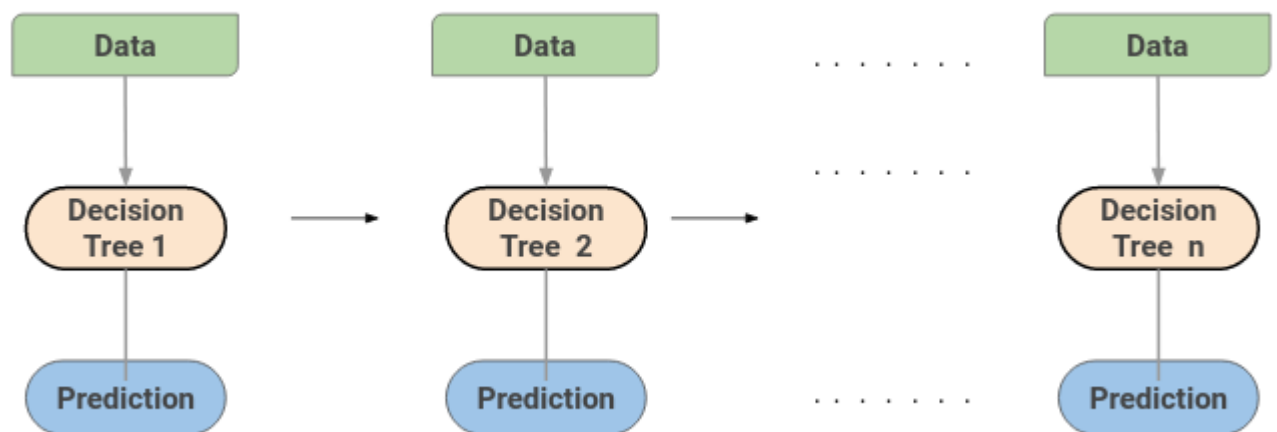 Data
Data
. . . . . . .
Data
. . . . . . .
Decision
Tree 1
Decision
Tree 2
Decision
Tree n
Prediction
Prediction
. . . . . . .
Prediction